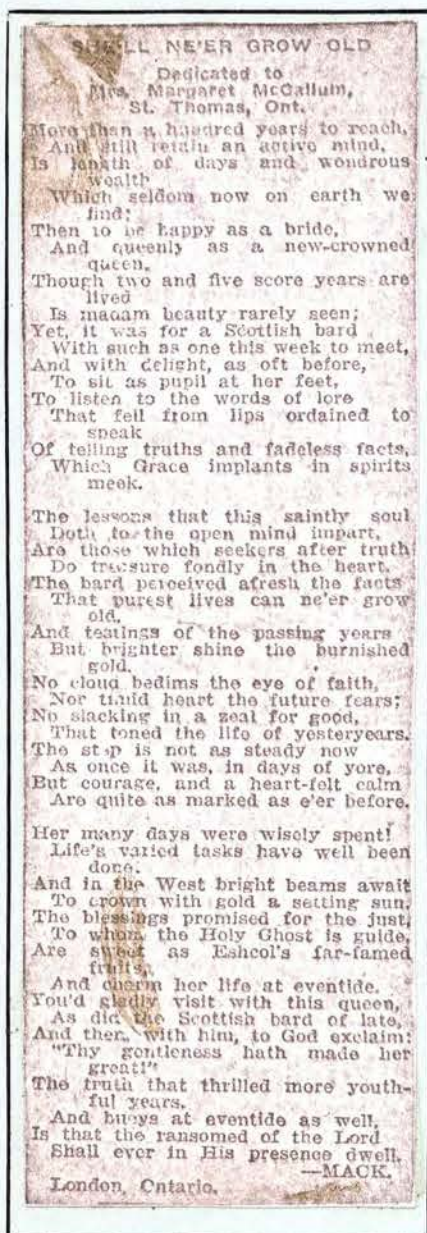 SHE'LL NE'ER GROW OLD
Dedicated to
Mrs. Margaret McCallum,
St. Thomas, Ont.
More than a hundred years to reach,
And still retain an active mind,
Is length of days and wondrous
wealth
Which seldom now on earth we
find;
Then to be happy as a bride,
And queenly as a new-crowned
queen,
Though two and five score years are
lived
Is madam beauty rarely seen;
Yet, it was for a Scottish bard
With such as one this week to meet,
And with delight, as oft before,
To sit as pupil at her feet,
To listen to the words of lore
That fell from lips ordained to
speak
Of telling truths and fadeless facts,
Which Grace implants in spirits
meek.
The lessons that this saintly soul
Doth to the open mind impart,
Are those which seekers after truth
Do treasure fondly in the heart.
The bard perceived afresh the facts
That purest lives can ne'er grow
old.
And testings of the passing years
But brighter shine the burnished
gold.
No cloud bedims the eye of faith,
Nor timid heart the future fears;
No slacking in a zeal for good,
That toned the life of yesteryears.
The step is not as steady now
As once it was, in days of yore,
But courage, and a heart-felt calm
Are quite as marked as e'er before.
Her many days were wisely spent!
Life's varied tasks have well been
done.
And in the West bright beams await
To crown with gold a setting sun,
The blessings promised for the just,
To whom the Holy Ghost is guide,
Are sweet as Eshcol's far-famed
fruits,
And charm her life at eventide.
You'd gladly visit with this queen,
As did the Scottish bard of late,
And then, with him, to God exclaim:
"Thy gentleness hath made her
great!"
The truth that thrilled more youth-
ful years,
And buoys at eventide as well,
Is that the ransomed of the Lord
Shall ever in His presence dwell.
—MACK.
London, Ontario.